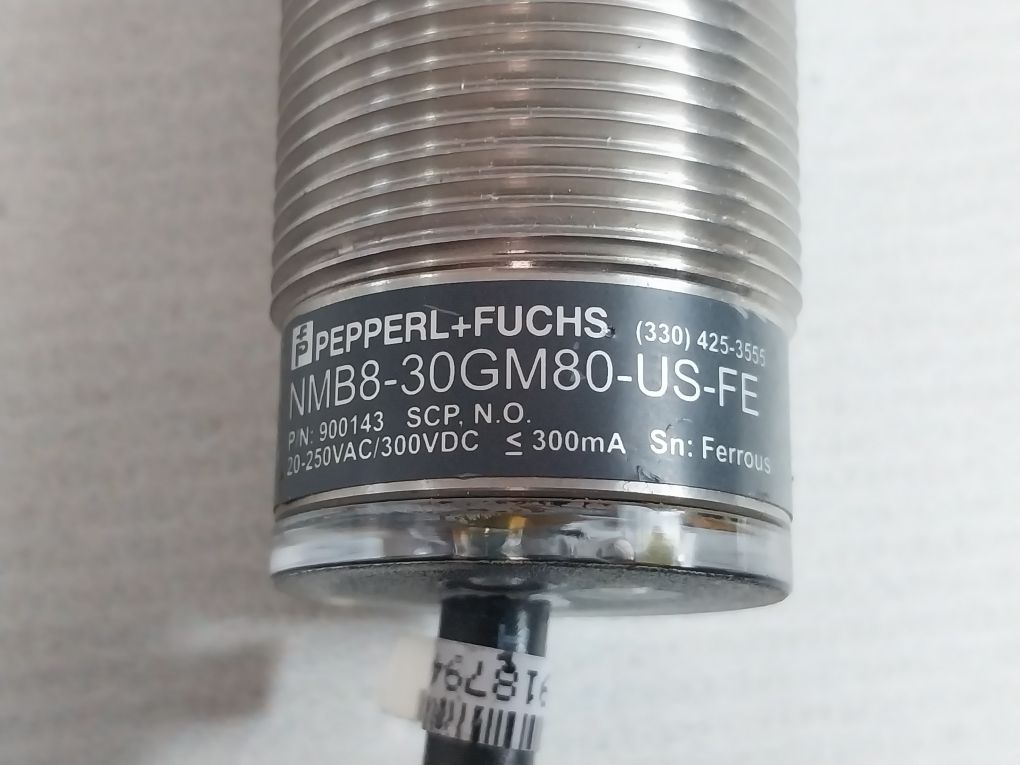 PEPPERL+FUCHS (330) 425-3555
NMB8-30GM80-US-FE
P/N: 900143 SCP, N.O.
20-250VAC/300VDC ≤ 300mA Sn: Ferrous